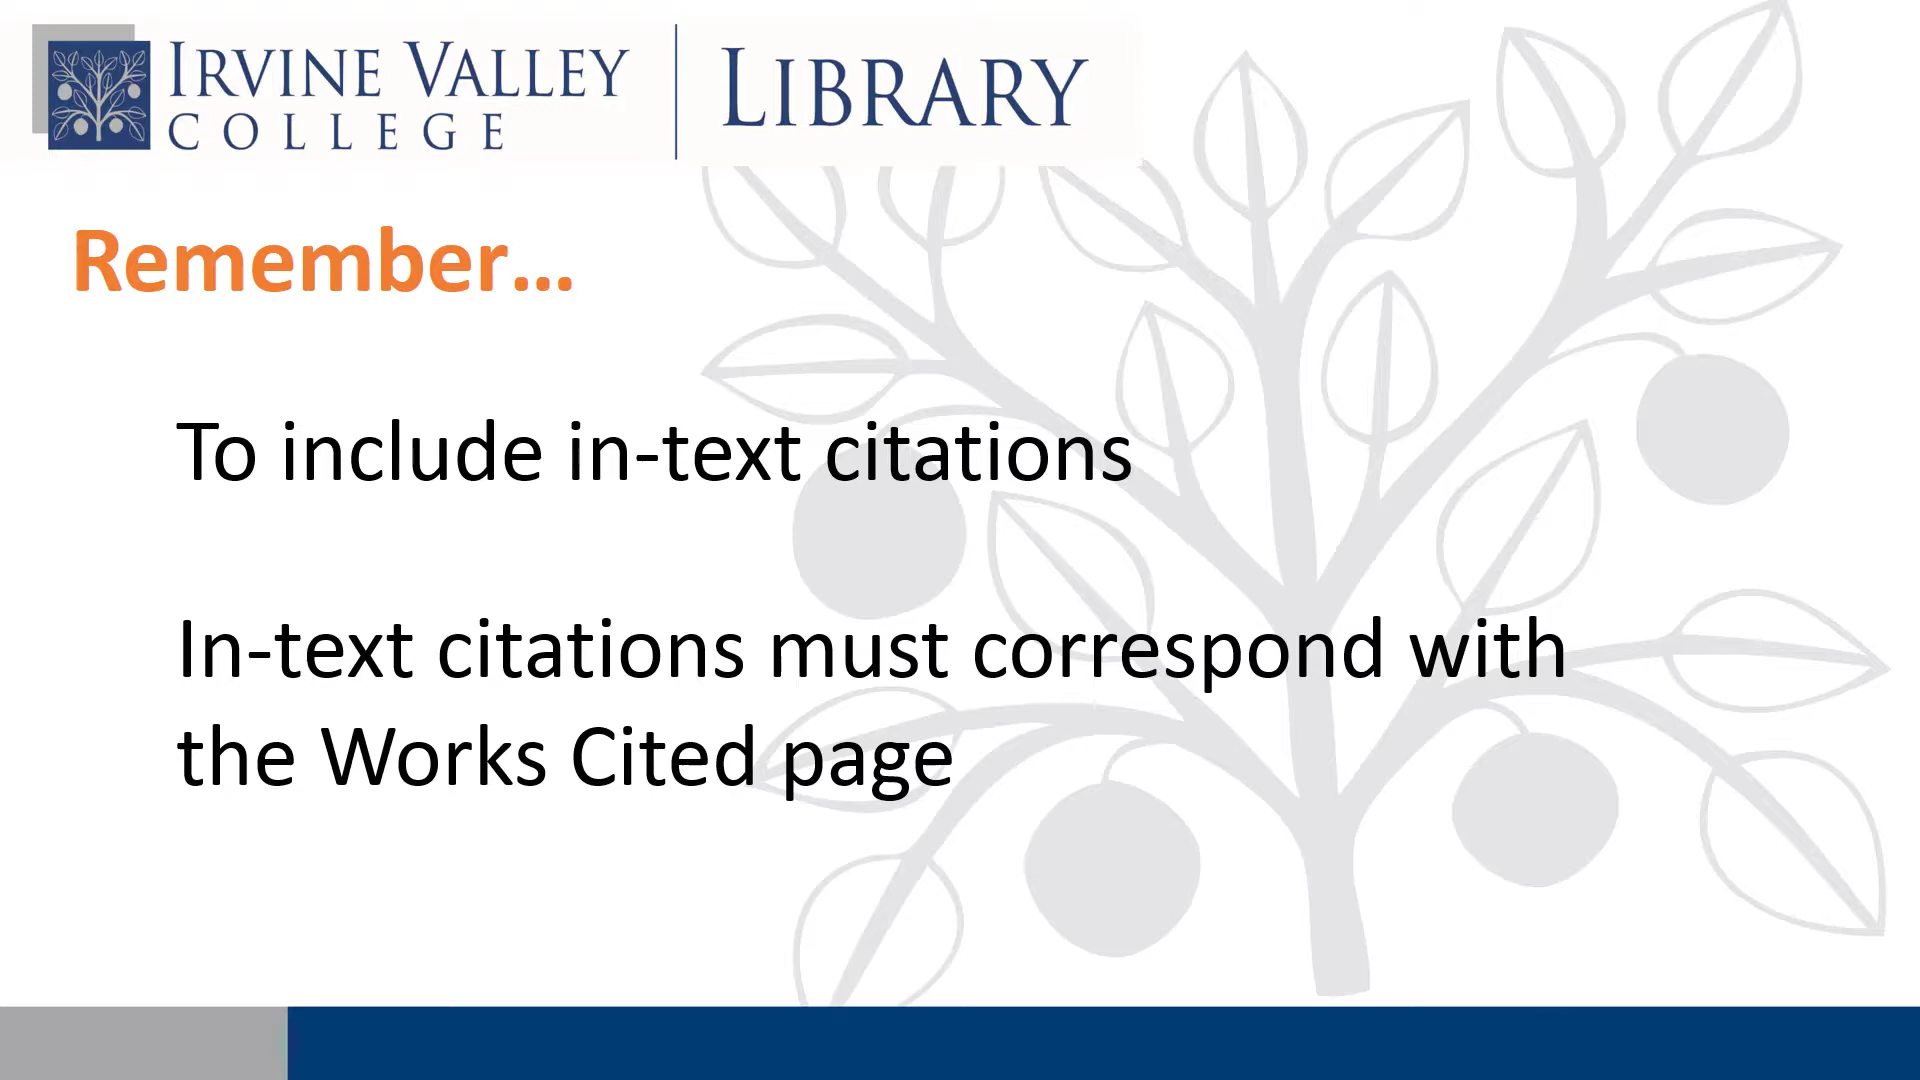 IRVINE VALLEY
COLLEGE
LIBRARY
Remember...
To include in-text citations
In-text citations must correspond with
the Works Cited page